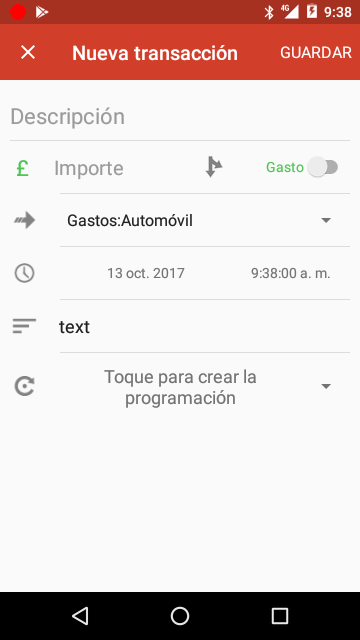 4G 9:38
Nueva transacción GUARDAR
Descripción
£ Importe Gasto
Gastos:Automóvil
13 oct. 2017 9:38:00 a. m.
text
Toque para crear la
programación